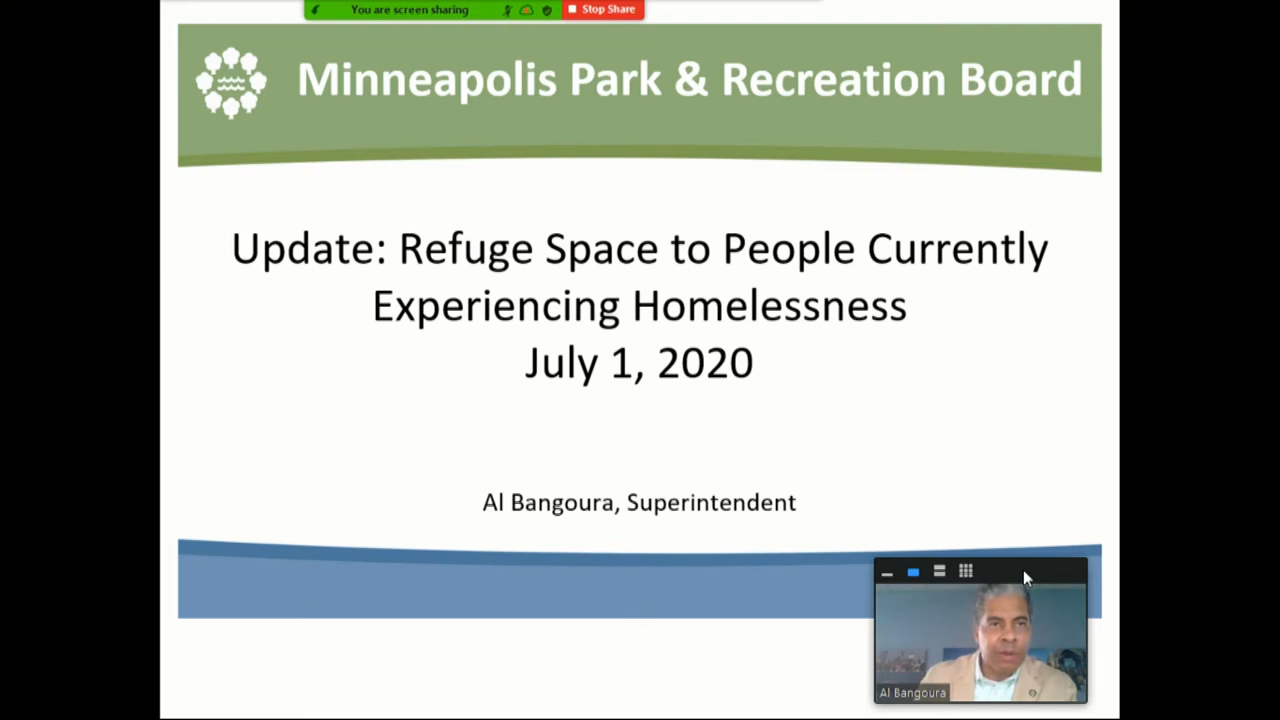 You are screen sharing
Stop Share
Minneapolis Park & Recreation Board
Update: Refuge Space to People Currently
Experiencing Homelessness
July 1, 2020
Al Bangoura, Superintendent
Al Bangoura